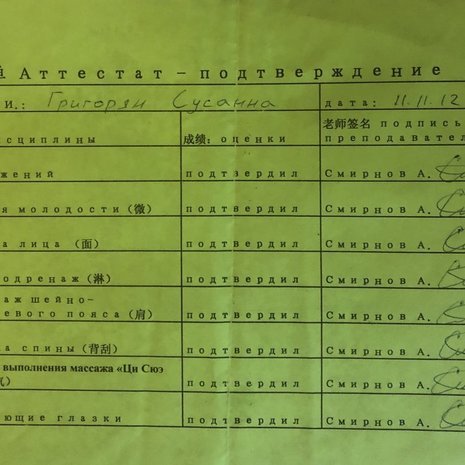 Аттестат – подтверждение
И.: Григорян Сусанна дата: 11.11.12
сциплины 成绩: оценки 老师签名 подпись
преподавател
жений подтвердил Смирнов А.
я молодости (微) подтвердил Смирнов А.
а лица (面) подтвердил Смирнов А.
одренаж (淋) подтвердил Смирнов А.
аж шейно-
евого пояса (肩) подтвердил Смирнов А.
а спины (背刮) подтвердил Смирнов А.
выполнения массажа «Ци Сюэ
气) подтвердил Смирнов А.
ющие глазки подтвердил Смирнов А.